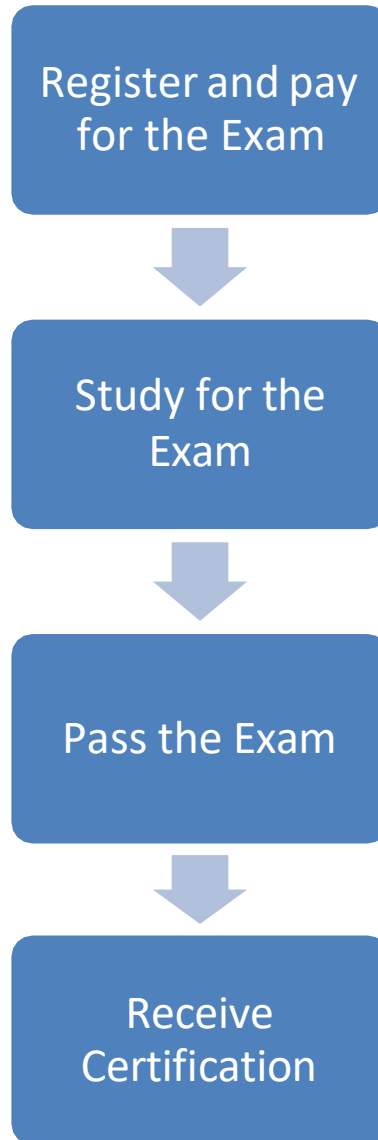 Register and pay
for the Exam
Study for the
Exam
Pass the Exam
Receive
Certification